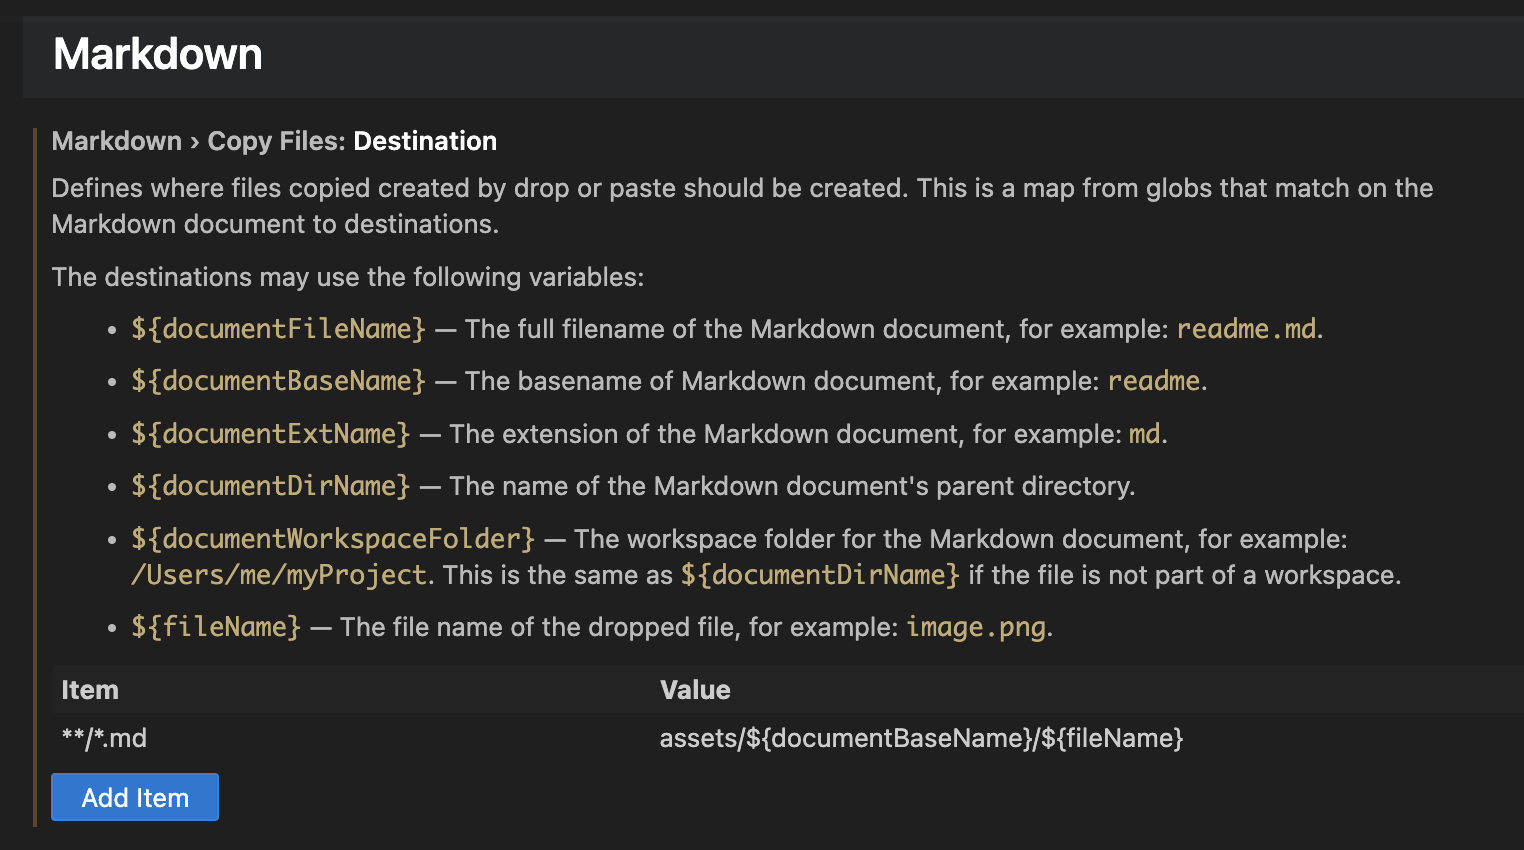 Markdown
Markdown › Copy Files: Destination
Defines where files copied created by drop or paste should be created. This is a map from globs that match on the
Markdown document to destinations.
The destinations may use the following variables:
• ${documentFileName} — The full filename of the Markdown document, for example: readme.md.
• ${documentBaseName} — The basename of Markdown document, for example: readme.
• ${documentExtName} — The extension of the Markdown document, for example: md.
• ${documentDirName} — The name of the Markdown document's parent directory.
• ${documentWorkspaceFolder} — The workspace folder for the Markdown document, for example:
/Users/me/myProject. This is the same as ${documentDirName} if the file is not part of a workspace.
• ${fileName} — The file name of the dropped file, for example: image.png.
Item Value
**/*.md assets/${documentBaseName}/${fileName}
Add Item